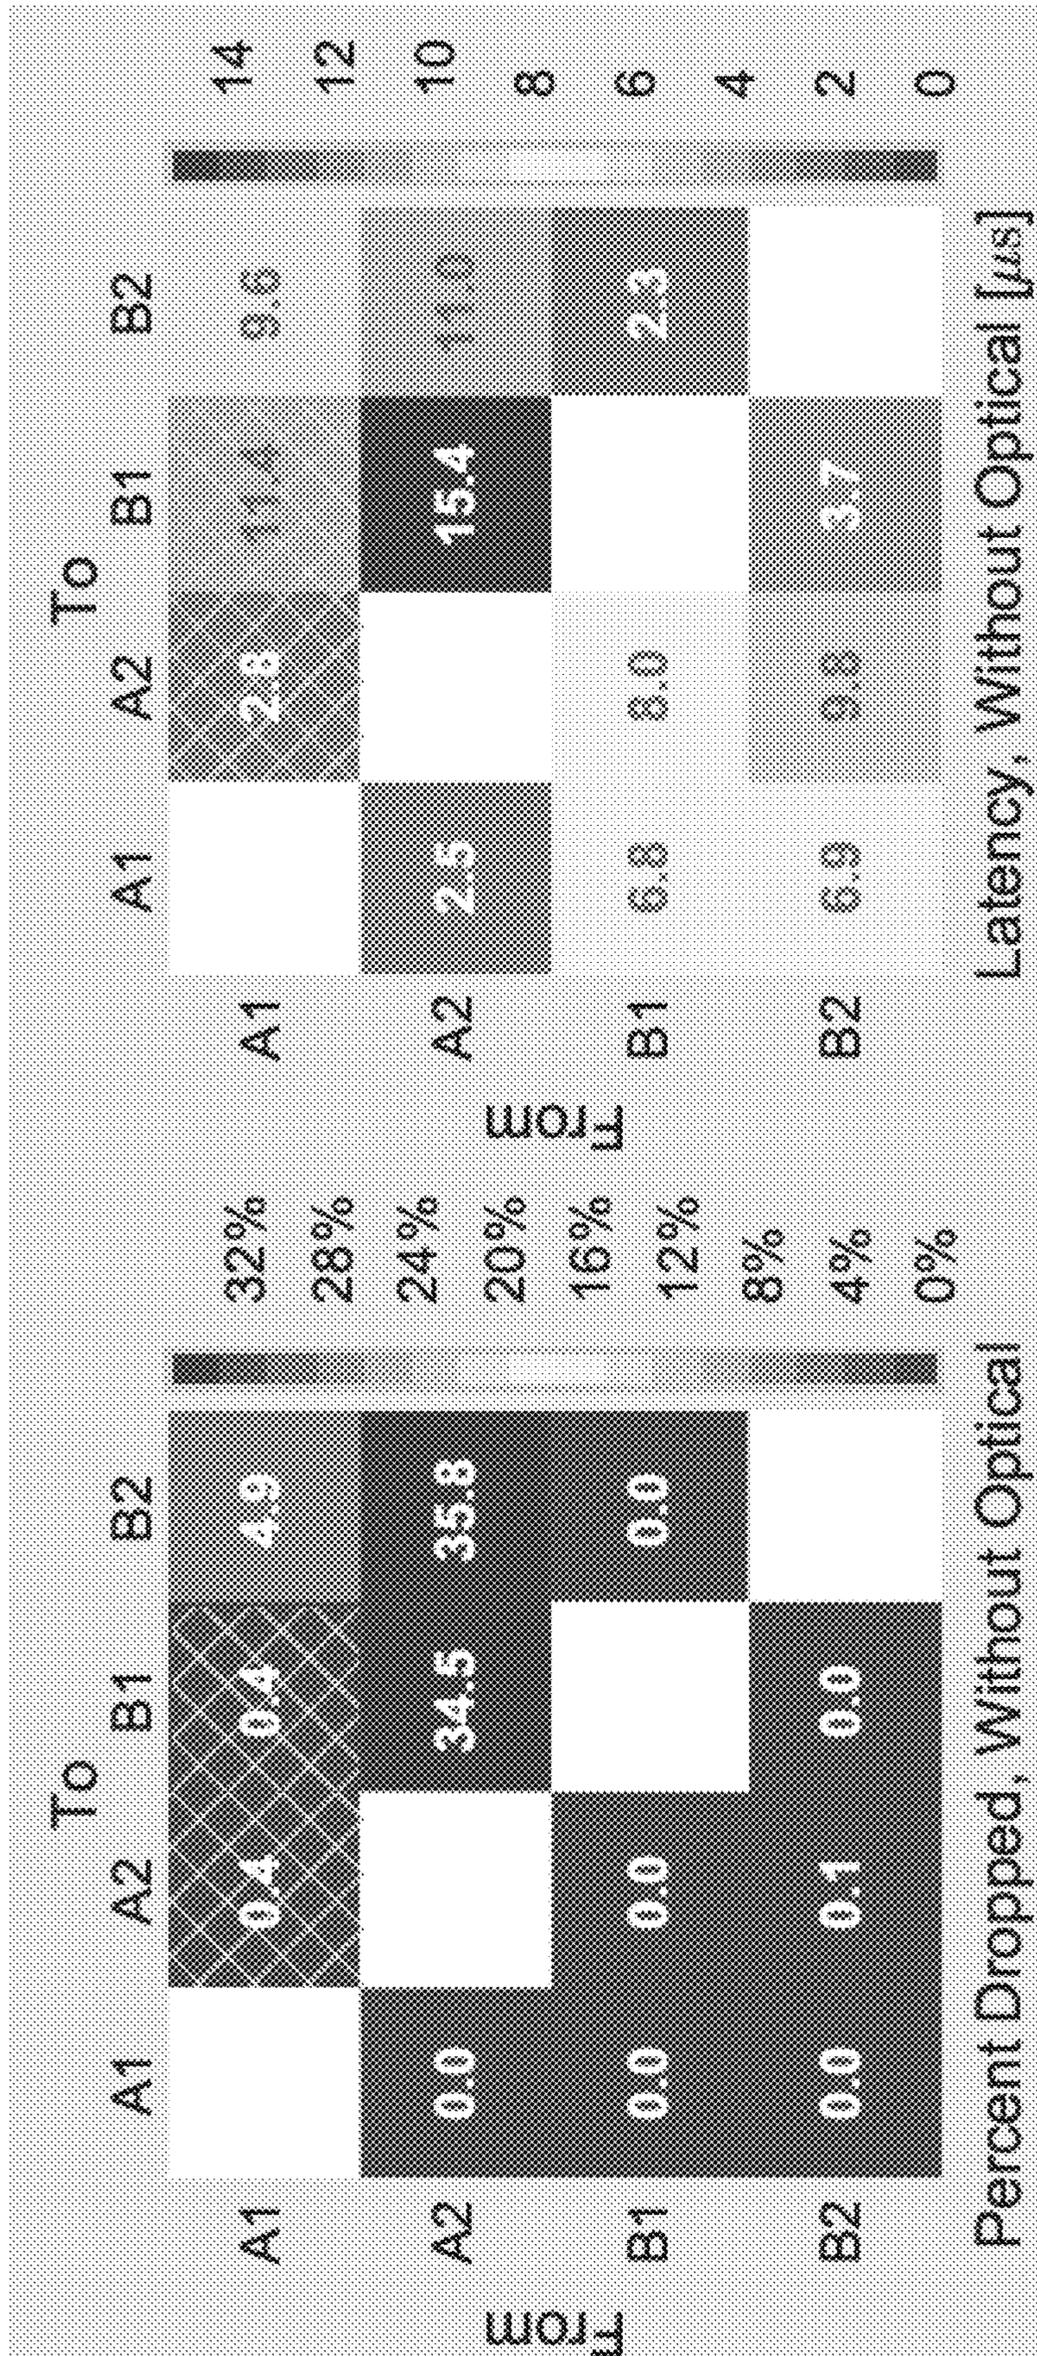 To
A1 A2 B1 B2
From
A1 0.4 0.4 4.9 32%
28%
A2 0.0 34.5 35.8 24%
20%
B1 0.0 0.0 0.0 16%
12%
8%
B2 0.0 0.1 0.0 4%
0%
Percent Dropped, Without Optical
To
A1 A2 B1 B2
From
A1 2.8 11.4 9.6 14
12
A2 2.5 15.4 11.0 10
8
B1 6.8 8.0 2.3 6
4
B2 6.9 9.8 3.7 2
0
Latency, Without Optical [μs]